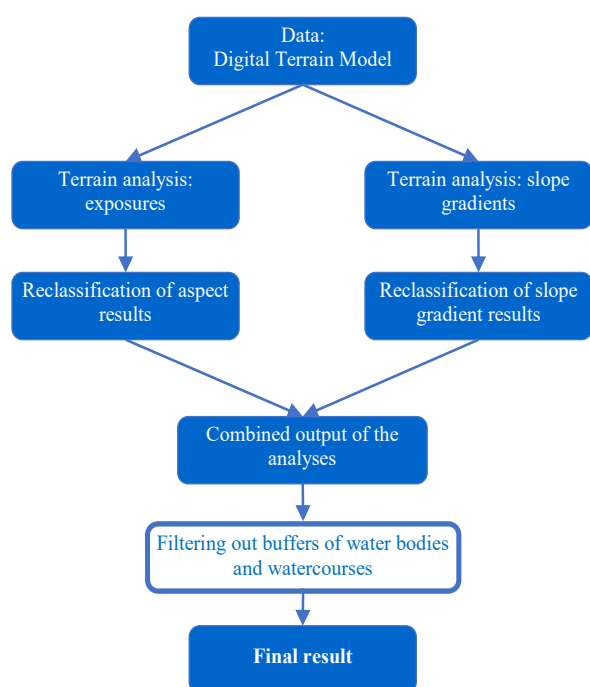 Data:
Digital Terrain Model
Terrain analysis:
exposures
Terrain analysis: slope
gradients
Reclassification of aspect
results
Reclassification of slope
gradient results
Combined output of the
analyses
Filtering out buffers of water bodies
and watercourses
Final result